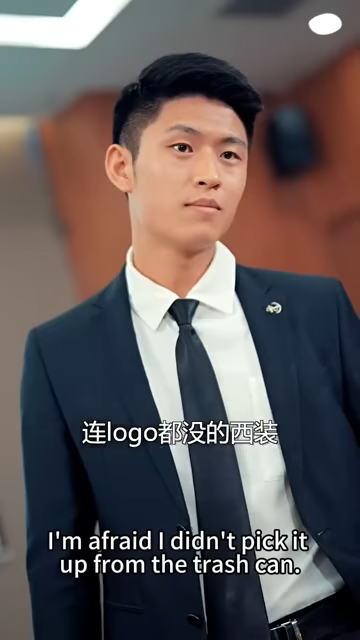 连logo都没的西装
I'm afraid I didn't pick it
up from the trash can.